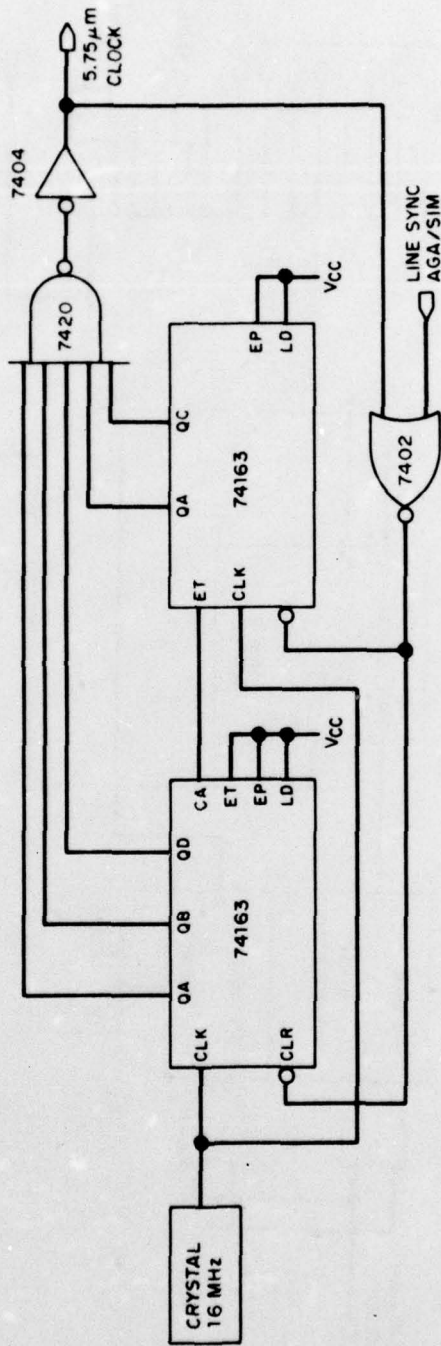 CRYSTAL
16 MHz
CLK
CLR
QA
QB
QD
74163
CA
ET
EP
LD
VCC
ET
CLK
QA
QC
74163
EP
LD
VCC
7420
7404
5.75μm
CLOCK
7402
LINE SYNC
AGA/SIM